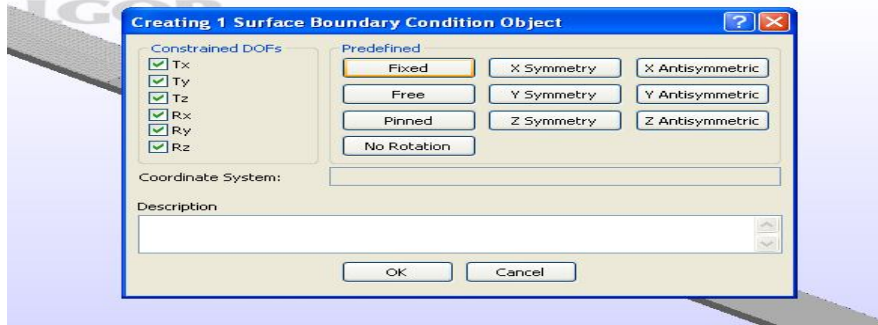 Creating 1 Surface Boundary Condition Object
Constrained DOFs
Tx
Ty
Tz
Rx
Ry
Rz
Predefined
Fixed X Symmetry X Antisymmetric
Free Y Symmetry Y Antisymmetric
Pinned Z Symmetry Z Antisymmetric
No Rotation
Coordinate System:
Description
OK Cancel